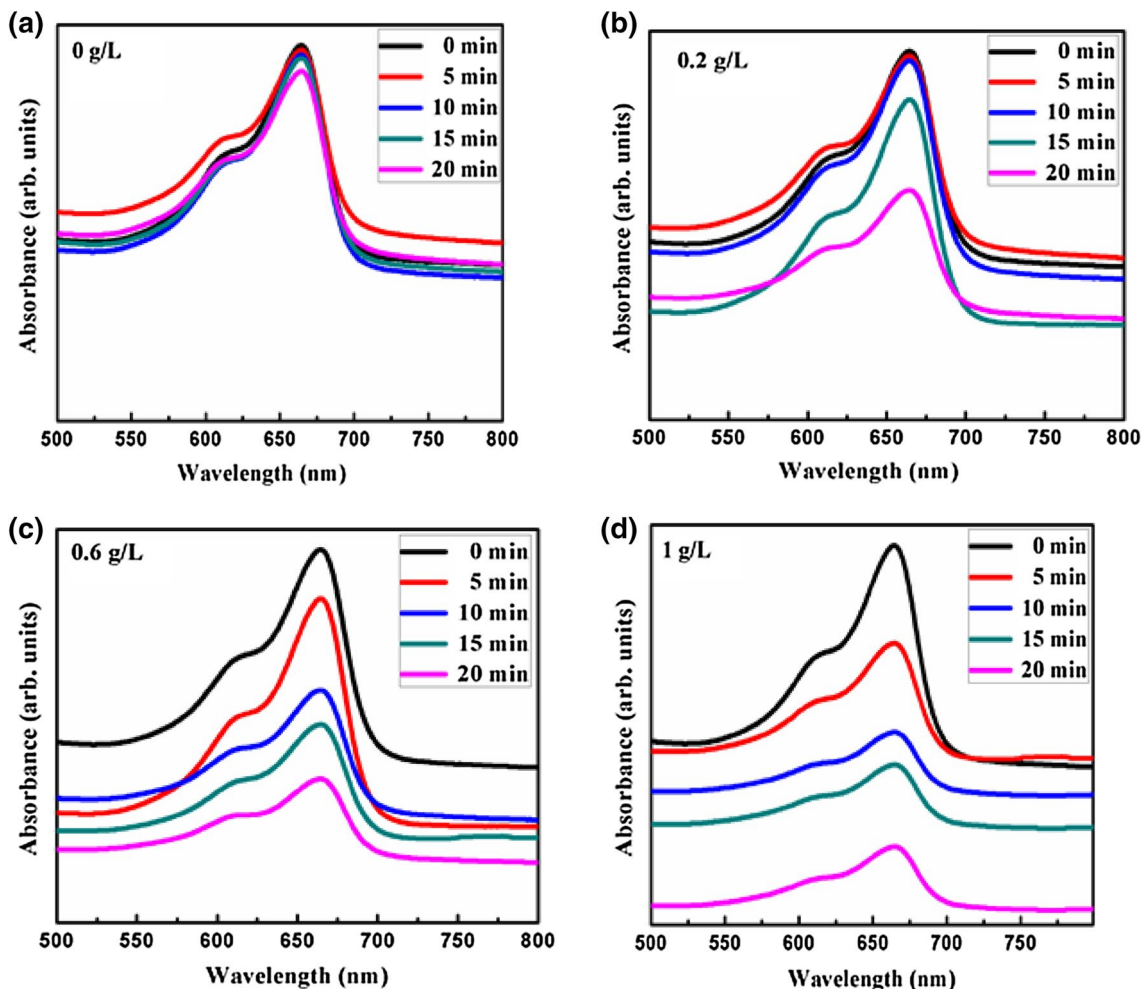 (a)
0 g/L
0 min
5 min
10 min
15 min
20 min
Absorbance (arb. units)
500 550 600 650 700 750 800
Wavelength (nm)
(b)
0.2 g/L
0 min
5 min
10 min
15 min
20 min
Absorbance (arb. units)
500 550 600 650 700 750 800
Wavelength (nm)
(c)
0.6 g/L
0 min
5 min
10 min
15 min
20 min
Absorbance (arb. units)
500 550 600 650 700 750 800
Wavelength (nm)
(d)
1 g/L
0 min
5 min
10 min
15 min
20 min
Absorbance (arb. units)
500 550 600 650 700 750
Wavelength (nm)